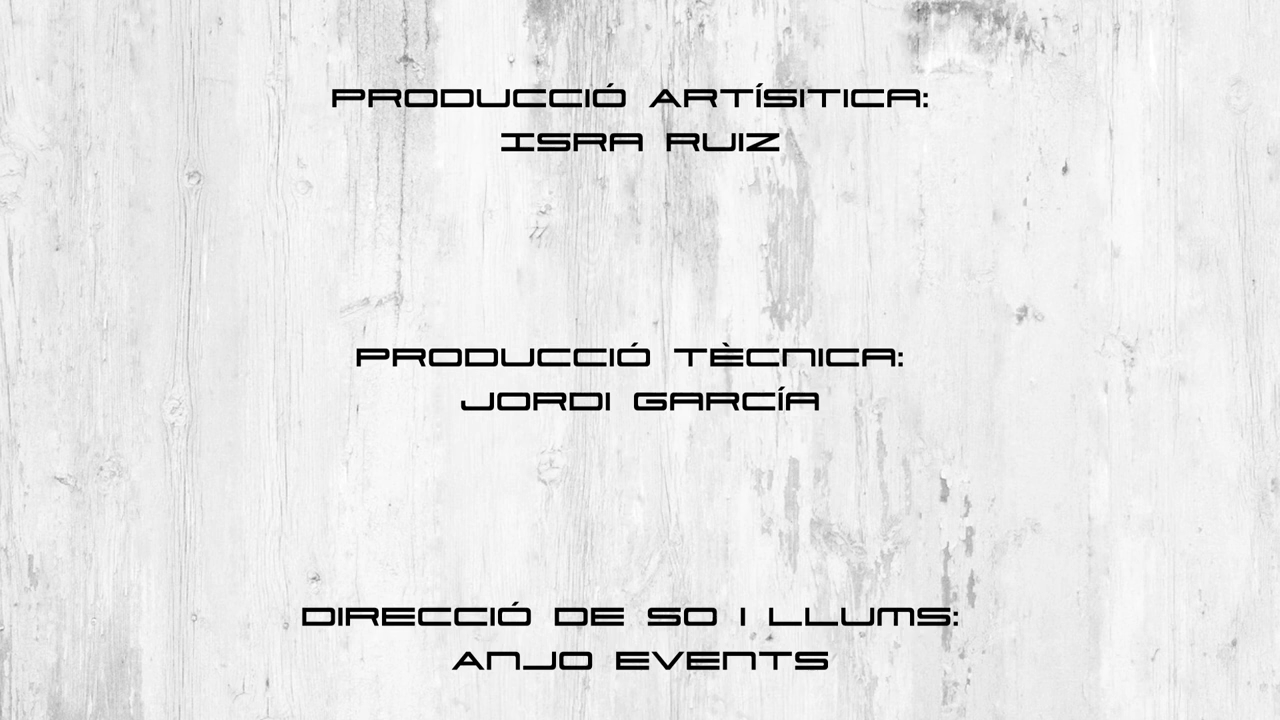 PRODUCCIÓ ARTÍSITICA:
ISRA RUIZ
PRODUCCIÓ TÈCNICA:
JORDI GARCÍA
DIRECCIÓ DE SO I LLUMS:
ANJO EVENTS